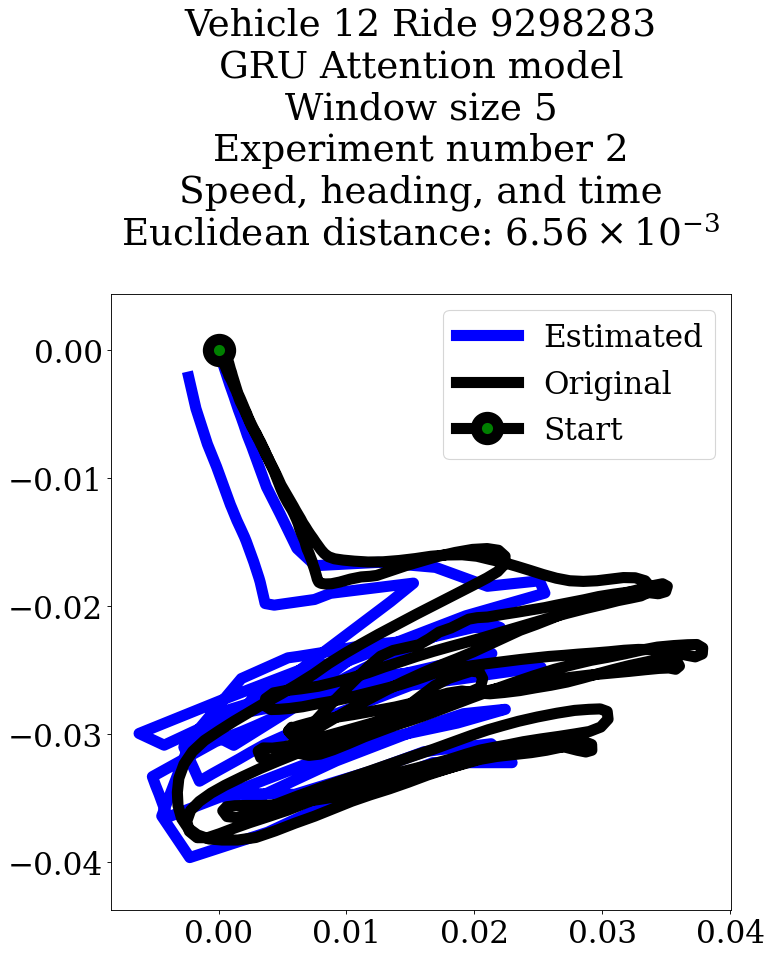 Vehicle 12 Ride 9298283
GRU Attention model
Window size 5
Experiment number 2
Speed, heading, and time
Euclidean distance: 6.56 × 10⁻³
Estimated
Original
Start
0.00
−0.01
−0.02
−0.03
−0.04
0.00 0.01 0.02 0.03 0.04